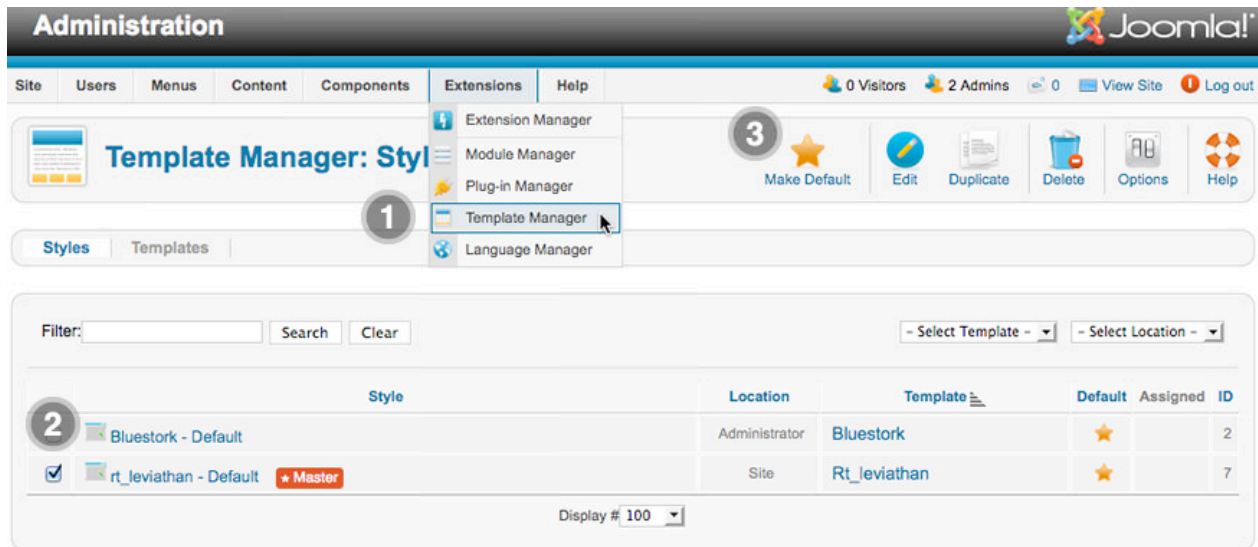 Administration
Joomla!
Site Users Menus Content Components Extensions Help 0 Visitors 2 Admins 0 View Site Log out
Extension Manager
Module Manager
Plug-in Manager
1 Template Manager
Language Manager
Template Manager: Styl
3 Make Default Edit Duplicate Delete Options Help
Styles Templates
Filter: Search Clear - Select Template - - Select Location -
Style Location Template Default Assigned ID
2 Bluestork - Default Administrator Bluestork 2
rt_leviathan - Default Master Site Rt_leviathan 7
Display # 100